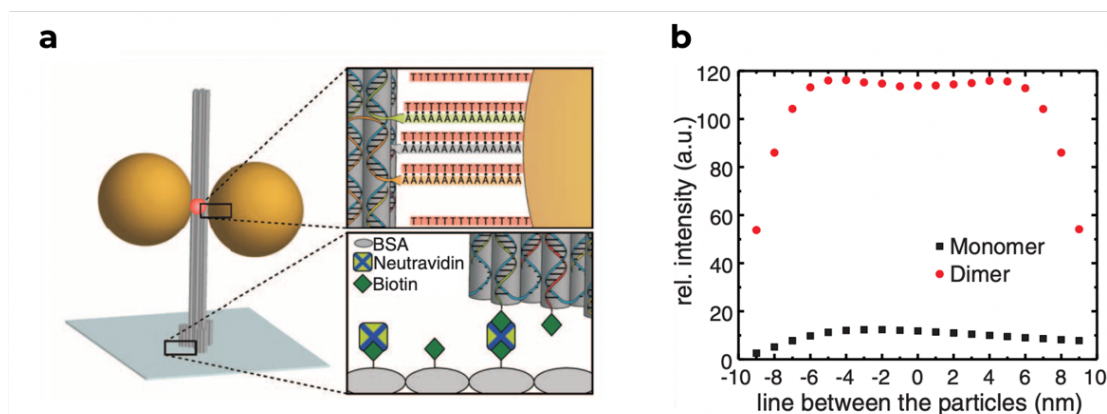 a
BSA
Neutravidin
Biotin
b
rel. intensity (a.u.)
120
100
80
60
40
20
0
Monomer
Dimer
-10 -8 -6 -4 -2 0 2 4 6 8 10
line between the particles (nm)